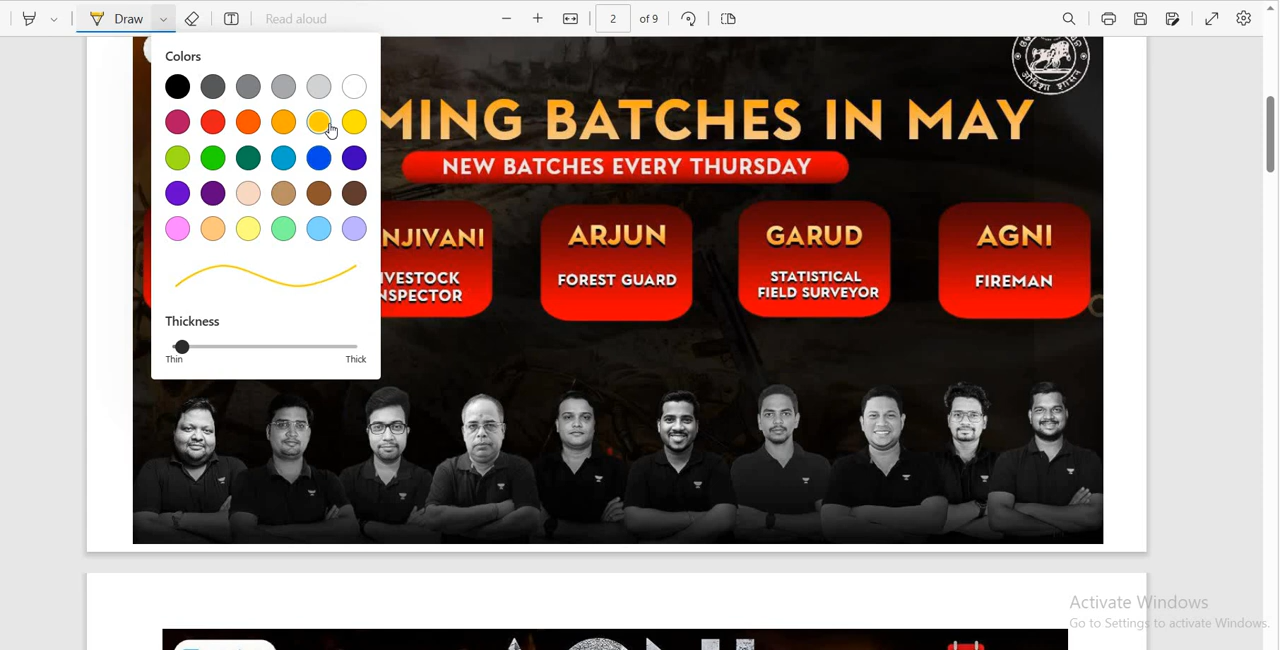 Draw
Read aloud
2 of 9
Colors
Thickness
Thin Thick
MING BATCHES IN MAY
NEW BATCHES EVERY THURSDAY
NJIVANI
VESTOCK
NSPECTOR
ARJUN
FOREST GUARD
GARUD
STATISTICAL
FIELD SURVEYOR
AGNI
FIREMAN
Activate Windows
Go to Settings to activate Windows.